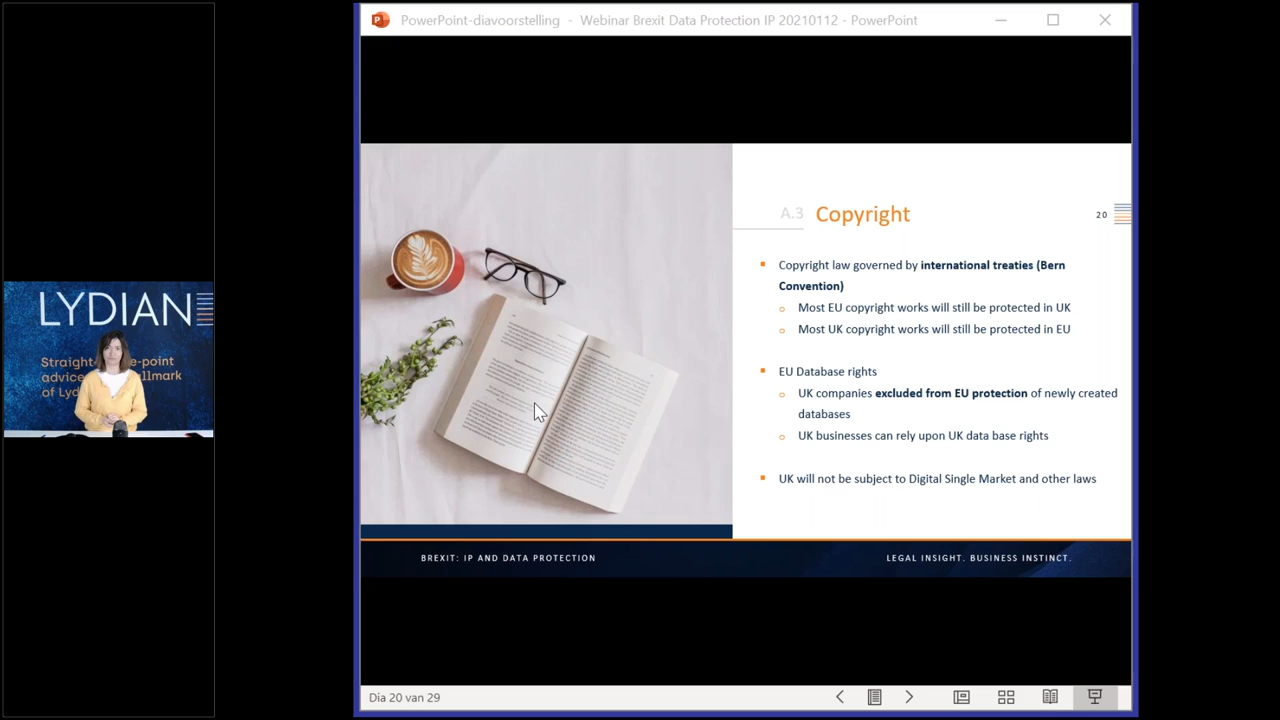 PowerPoint-diavoorstelling - Webinar Brexit Data Protection IP 20210112 - PowerPoint
LYDIAN
Straight- e-point
advice llmark
of Lyd
A.3 Copyright
20
Copyright law governed by international treaties (Bern
Convention)
Most EU copyright works will still be protected in UK
Most UK copyright works will still be protected in EU
EU Database rights
UK companies excluded from EU protection of newly created
databases
UK businesses can rely upon UK data base rights
UK will not be subject to Digital Single Market and other laws
BREXIT: IP AND DATA PROTECTION
LEGAL INSIGHT. BUSINESS INSTINCT.
Dia 20 van 29